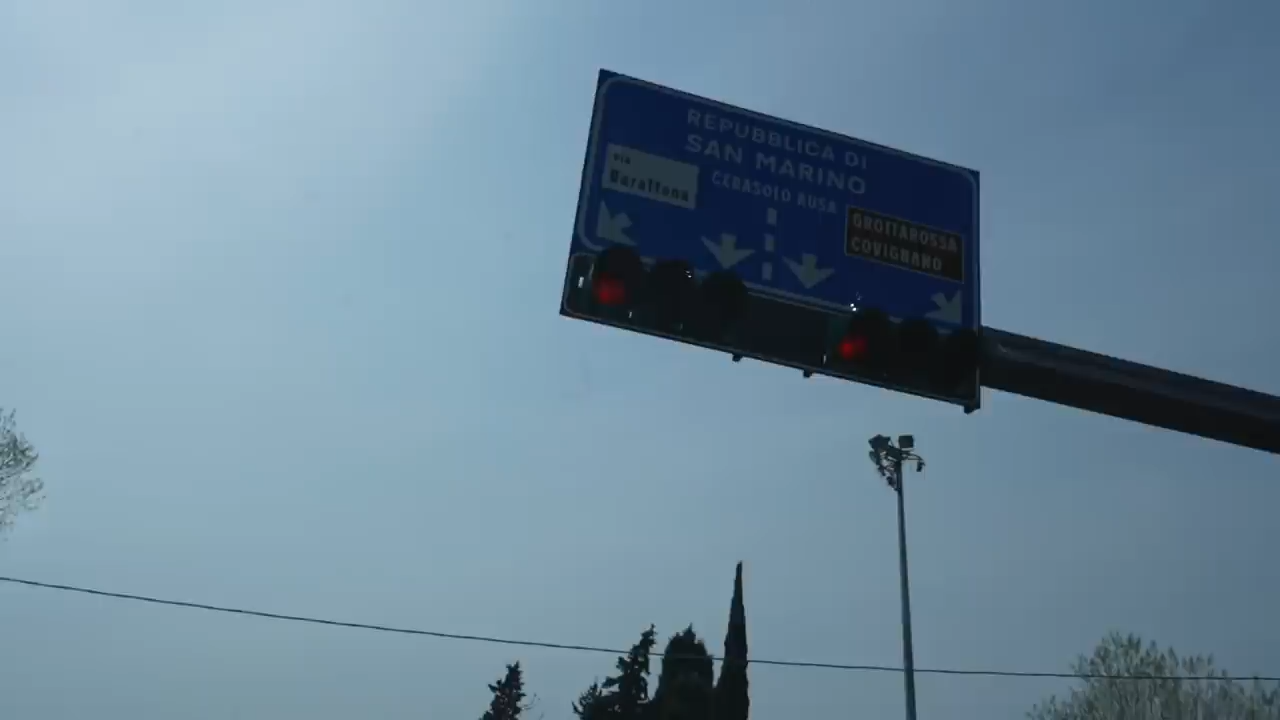 REPUBBLICA DI
SAN MARINO
via
Barattona
CERASOLO AUSA
GROTTAROSSA
COVIGNANO